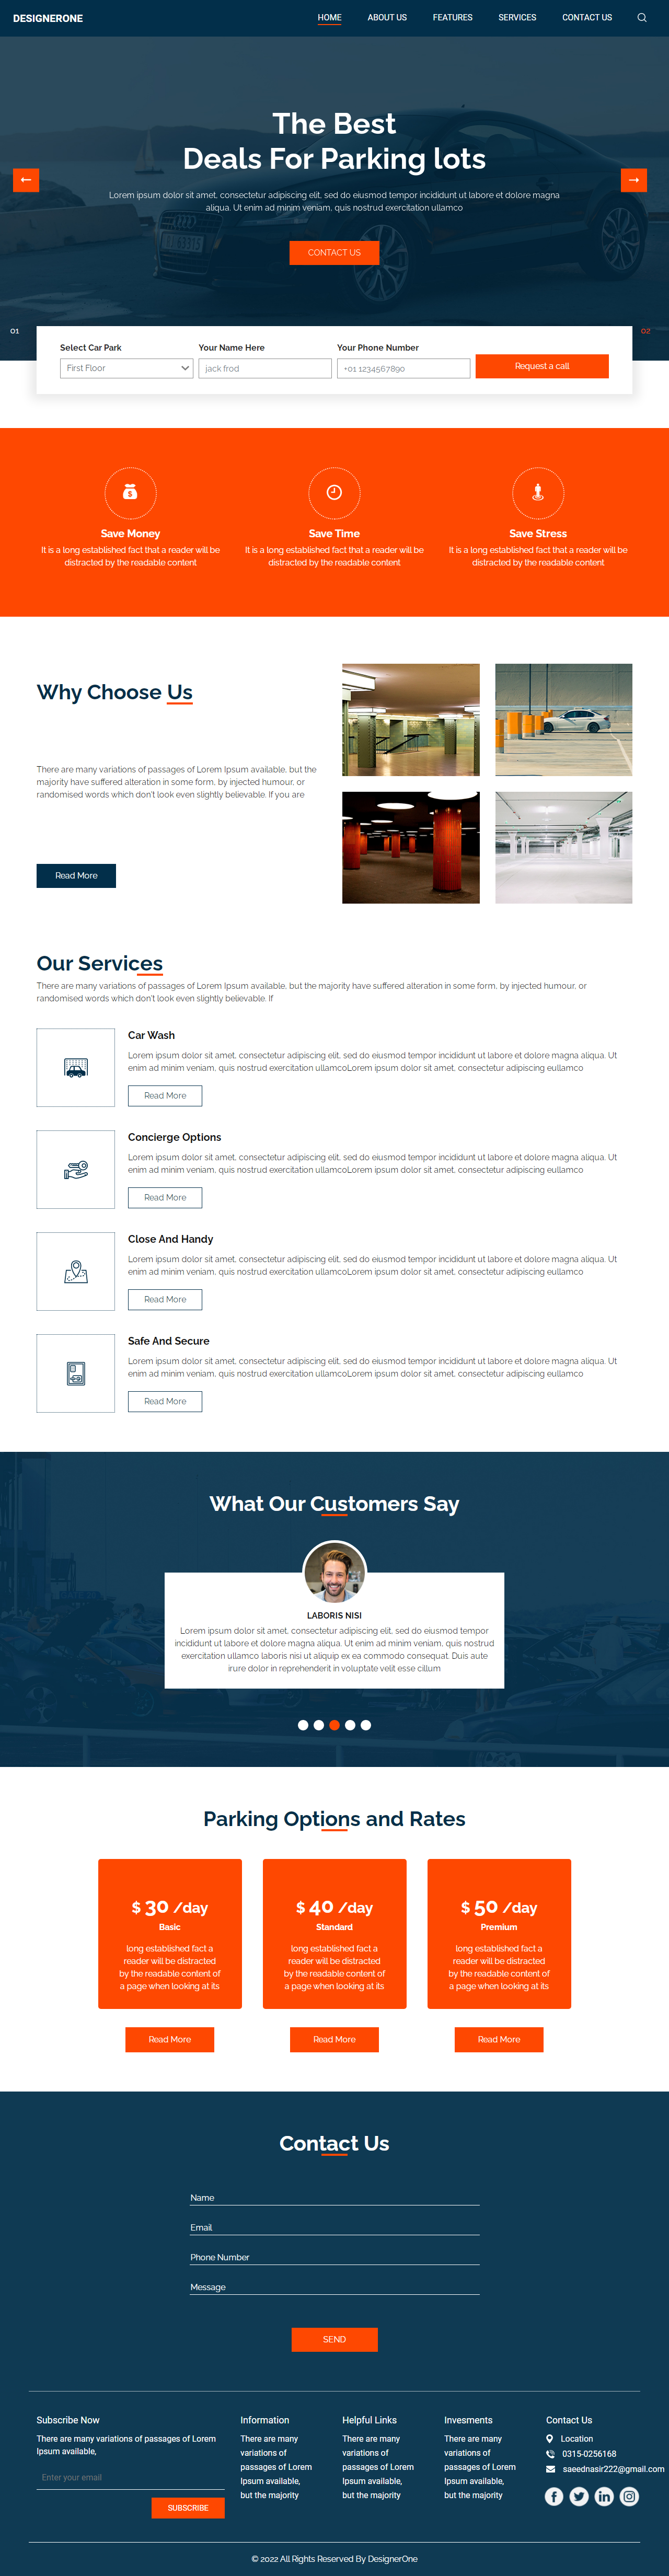 DESIGNERONE
HOME ABOUT US FEATURES SERVICES CONTACT US
The Best
Deals For Parking lots
Lorem ipsum dolor sit amet, consectetur adipiscing elit, sed do eiusmod tempor incididunt ut labore et dolore magna
aliqua. Ut enim ad minim veniam, quis nostrud exercitation ullamco
CONTACT US
01
02
Select Car Park
First Floor
Your Name Here
jack frod
Your Phone Number
+01 1234567890
Request a call
Save Money
It is a long established fact that a reader will be
distracted by the readable content
Save Time
It is a long established fact that a reader will be
distracted by the readable content
Save Stress
It is a long established fact that a reader will be
distracted by the readable content
Why Choose Us
There are many variations of passages of Lorem Ipsum available, but the
majority have suffered alteration in some form, by injected humour, or
randomised words which don't look even slightly believable. If you are
Read More
Our Services
There are many variations of passages of Lorem Ipsum available, but the majority have suffered alteration in some form, by injected humour, or
randomised words which don't look even slightly believable. If
Car Wash
Lorem ipsum dolor sit amet, consectetur adipiscing elit, sed do eiusmod tempor incididunt ut labore et dolore magna aliqua. Ut
enim ad minim veniam, quis nostrud exercitation ullamcoLorem ipsum dolor sit amet, consectetur adipiscing eullamco
Read More
Concierge Options
Lorem ipsum dolor sit amet, consectetur adipiscing elit, sed do eiusmod tempor incididunt ut labore et dolore magna aliqua. Ut
enim ad minim veniam, quis nostrud exercitation ullamcoLorem ipsum dolor sit amet, consectetur adipiscing eullamco
Read More
Close And Handy
Lorem ipsum dolor sit amet, consectetur adipiscing elit, sed do eiusmod tempor incididunt ut labore et dolore magna aliqua. Ut
enim ad minim veniam, quis nostrud exercitation ullamcoLorem ipsum dolor sit amet, consectetur adipiscing eullamco
Read More
Safe And Secure
Lorem ipsum dolor sit amet, consectetur adipiscing elit, sed do eiusmod tempor incididunt ut labore et dolore magna aliqua. Ut
enim ad minim veniam, quis nostrud exercitation ullamcoLorem ipsum dolor sit amet, consectetur adipiscing eullamco
Read More
What Our Customers Say
LABORIS NISI
Lorem ipsum dolor sit amet, consectetur adipiscing elit, sed do eiusmod tempor
incididunt ut labore et dolore magna aliqua. Ut enim ad minim veniam, quis nostrud
exercitation ullamco laboris nisi ut aliquip ex ea commodo consequat. Duis aute
irure dolor in reprehenderit in voluptate velit esse cillum
Parking Options and Rates
$ 30 /day
Basic
long established fact a
reader will be distracted
by the readable content of
a page when looking at its
Read More
$ 40 /day
Standard
long established fact a
reader will be distracted
by the readable content of
a page when looking at its
Read More
$ 50 /day
Premium
long established fact a
reader will be distracted
by the readable content of
a page when looking at its
Read More
Contact Us
Name
Email
Phone Number
Message
SEND
Subscribe Now
There are many variations of passages of Lorem
Ipsum available,
Enter your email
SUBSCRIBE
Information
There are many
variations of
passages of Lorem
Ipsum available,
but the majority
Helpful Links
There are many
variations of
passages of Lorem
Ipsum available,
but the majority
Invesments
There are many
variations of
passages of Lorem
Ipsum available,
but the majority
Contact Us
Location
0315-0256168
saeednasir222@gmail.com
© 2022 All Rights Reserved By DesignerOne